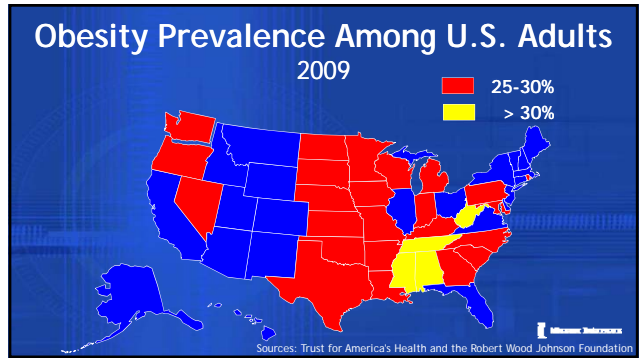 Obesity Prevalence Among U.S. Adults
2009
25-30%
> 30%
Sources: Trust for America's Health and the Robert Wood Johnson Foundation